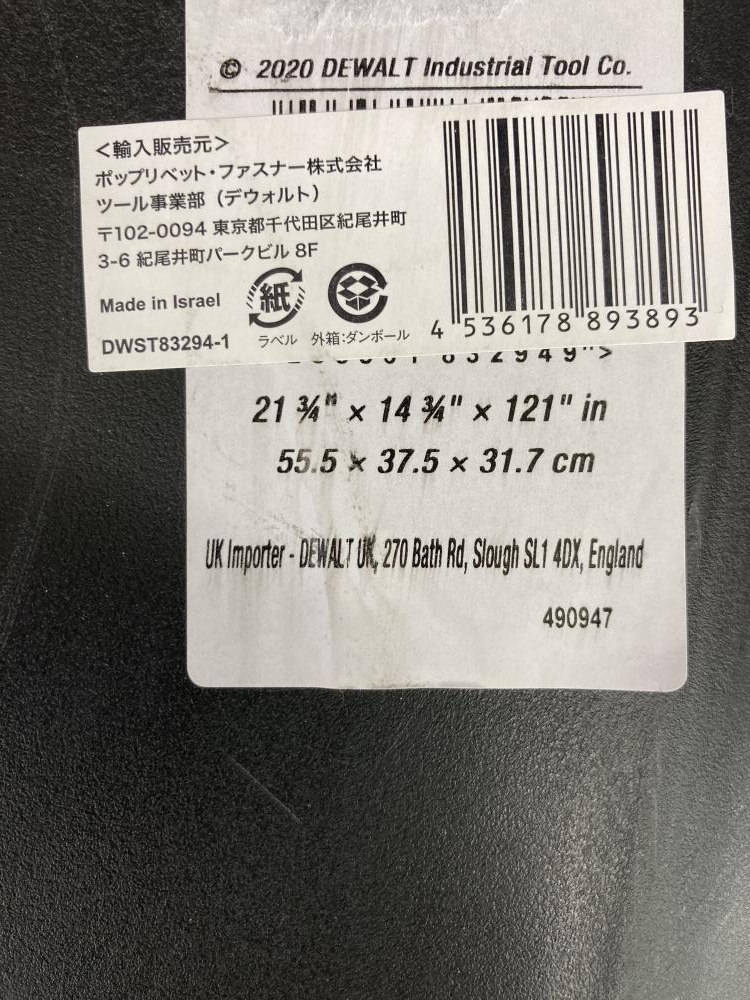 © 2020 DEWALT Industrial Tool Co.
＜輸入販売元＞
ポップリベット・ファスナー株式会社
ツール事業部（デウォルト）
〒102-0094 東京都千代田区紀尾井町
3-6 紀尾井町パークビル 8F
Made in Israel
DWST83294-1
紙
ラベル
外箱:ダンボール
4 536178 893893
832949">
21 ¾" × 14 ¾" × 121" in
55.5 × 37.5 × 31.7 cm
UK Importer - DEWALT UK, 270 Bath Rd, Slough SL1 4DX, England
490947